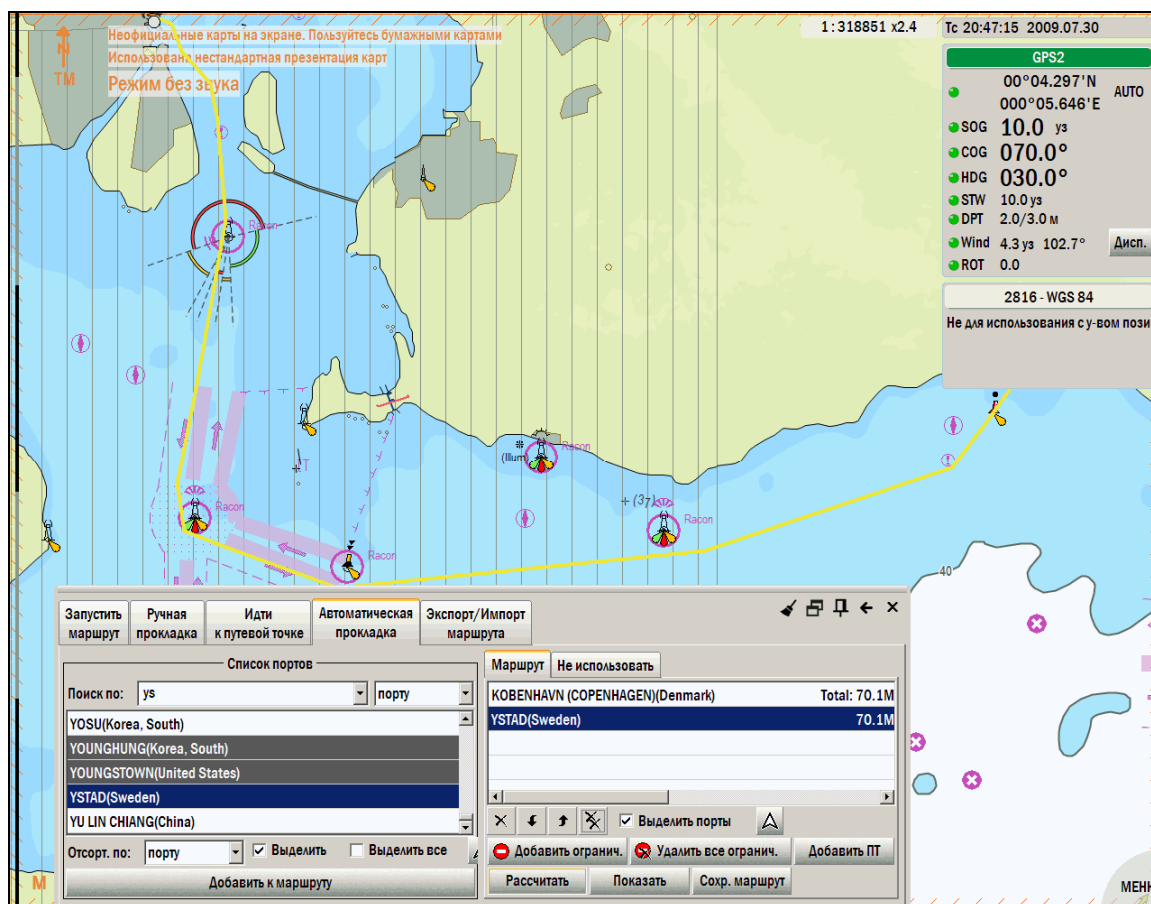 1 : 318851 x2.4
Tc 20:47:15 2009.07.30
N
TM
Неофициальные карты на экране. Пользуйтесь бумажными картами
Использована нестандартная презентация карт
Режим без звука
GPS2
00°04.297'N
000°05.646'E
AUTO
SOG 10.0 уз
COG 070.0°
HDG 030.0°
STW 10.0 уз
DPT 2.0/3.0 м
Wind 4.3 уз 102.7°
Дисп.
ROT 0.0
2816 - WGS 84
Не для использования с у-вом пози
Racon
Racon
(Illum)
+ (37)
Racon
T
Racon
Racon
40
Запустить маршрут
Ручная прокладка
Идти к путевой точке
Автоматическая прокладка
Экспорт/Импорт маршрута
Список портов
Поиск по: ys порту
YOSU(Korea, South)
YOUNGHUNG(Korea, South)
YOUNGSTOWN(United States)
YSTAD(Sweden)
YU LIN CHIANG(China)
Отсорт. по: порту Выделить Выделить все
Добавить к маршруту
Маршрут Не использовать
KOBENHAVN (COPENHAGEN)(Denmark) Total: 70.1M
YSTAD(Sweden) 70.1M
Выделить порты
Добавить огранич. Удалить все огранич. Добавить ПТ
Рассчитать Показать Сохр. маршрут
M
МЕНЮ